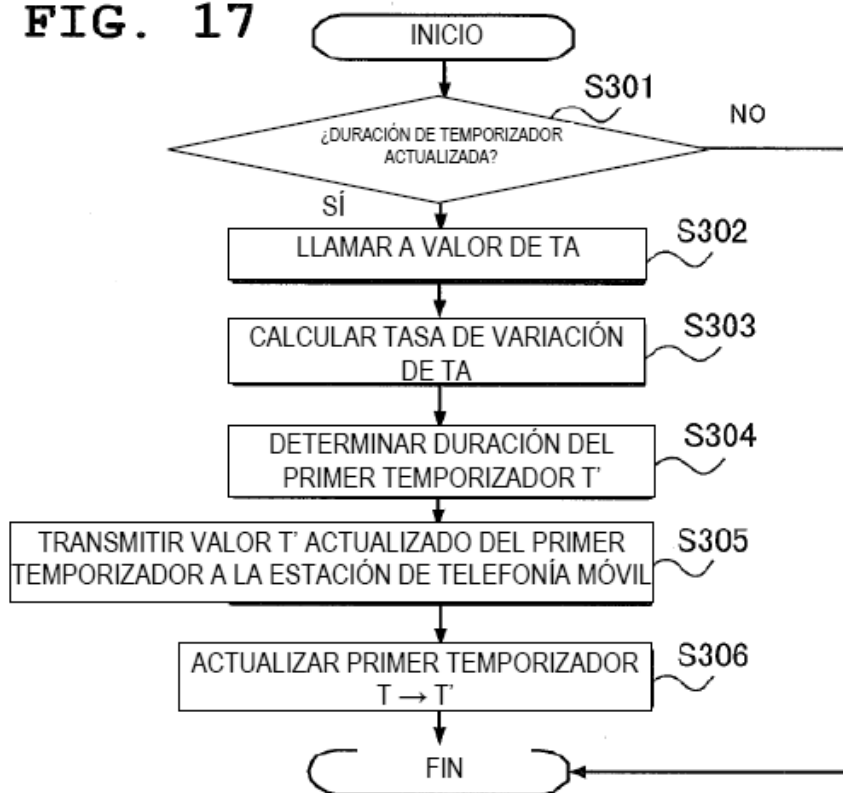 FIG. 17
INICIO
S301
¿DURACIÓN DE TEMPORIZADOR
ACTUALIZADA?
NO
SÍ
LLAMAR A VALOR DE TA
S302
CALCULAR TASA DE VARIACIÓN
DE TA
S303
DETERMINAR DURACIÓN DEL
PRIMER TEMPORIZADOR T’
S304
TRANSMITIR VALOR T’ ACTUALIZADO DEL PRIMER
TEMPORIZADOR A LA ESTACIÓN DE TELEFONÍA MÓVIL
S305
ACTUALIZAR PRIMER TEMPORIZADOR
T → T’
S306
FIN